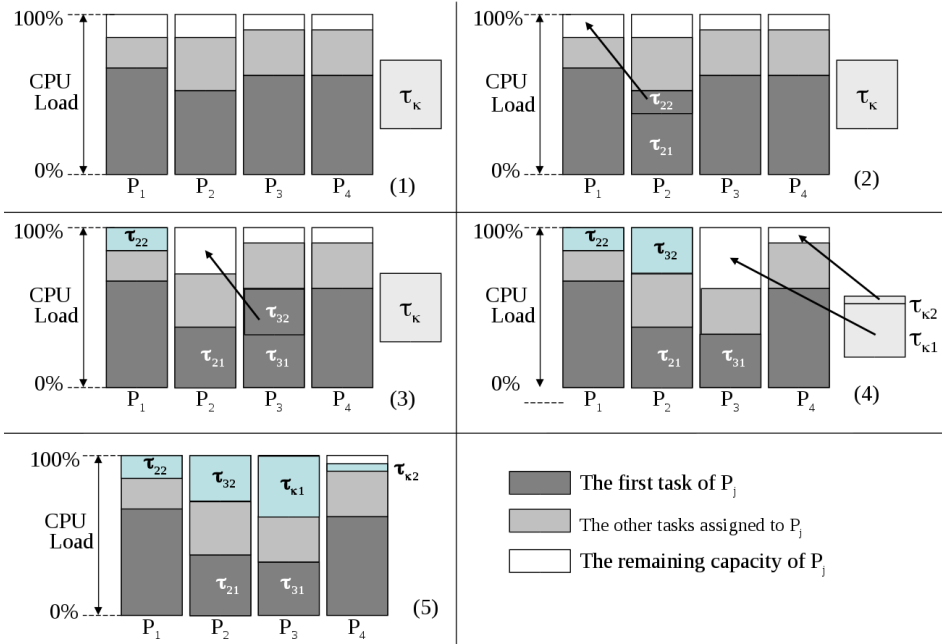 100%
CPU
Load
0%
τκ
P1 P2 P3 P4
(1)
100%
CPU
Load
0%
τ22
τ21
τκ
P1 P2 P3 P4
(2)
100%
CPU
Load
0%
τ22
τ32
τ21 τ31
τκ
P1 P2 P3 P4
(3)
100%
CPU
Load
0%
τ22 τ32
τ21 τ31
τκ2
τκ1
P1 P2 P3 P4
(4)
100%
CPU
Load
0%
τ22 τ32 τκ1 τκ2
τ21 τ31
P1 P2 P3 P4
(5)
The first task of Pj
The other tasks assigned to Pj
The remaining capacity of Pj